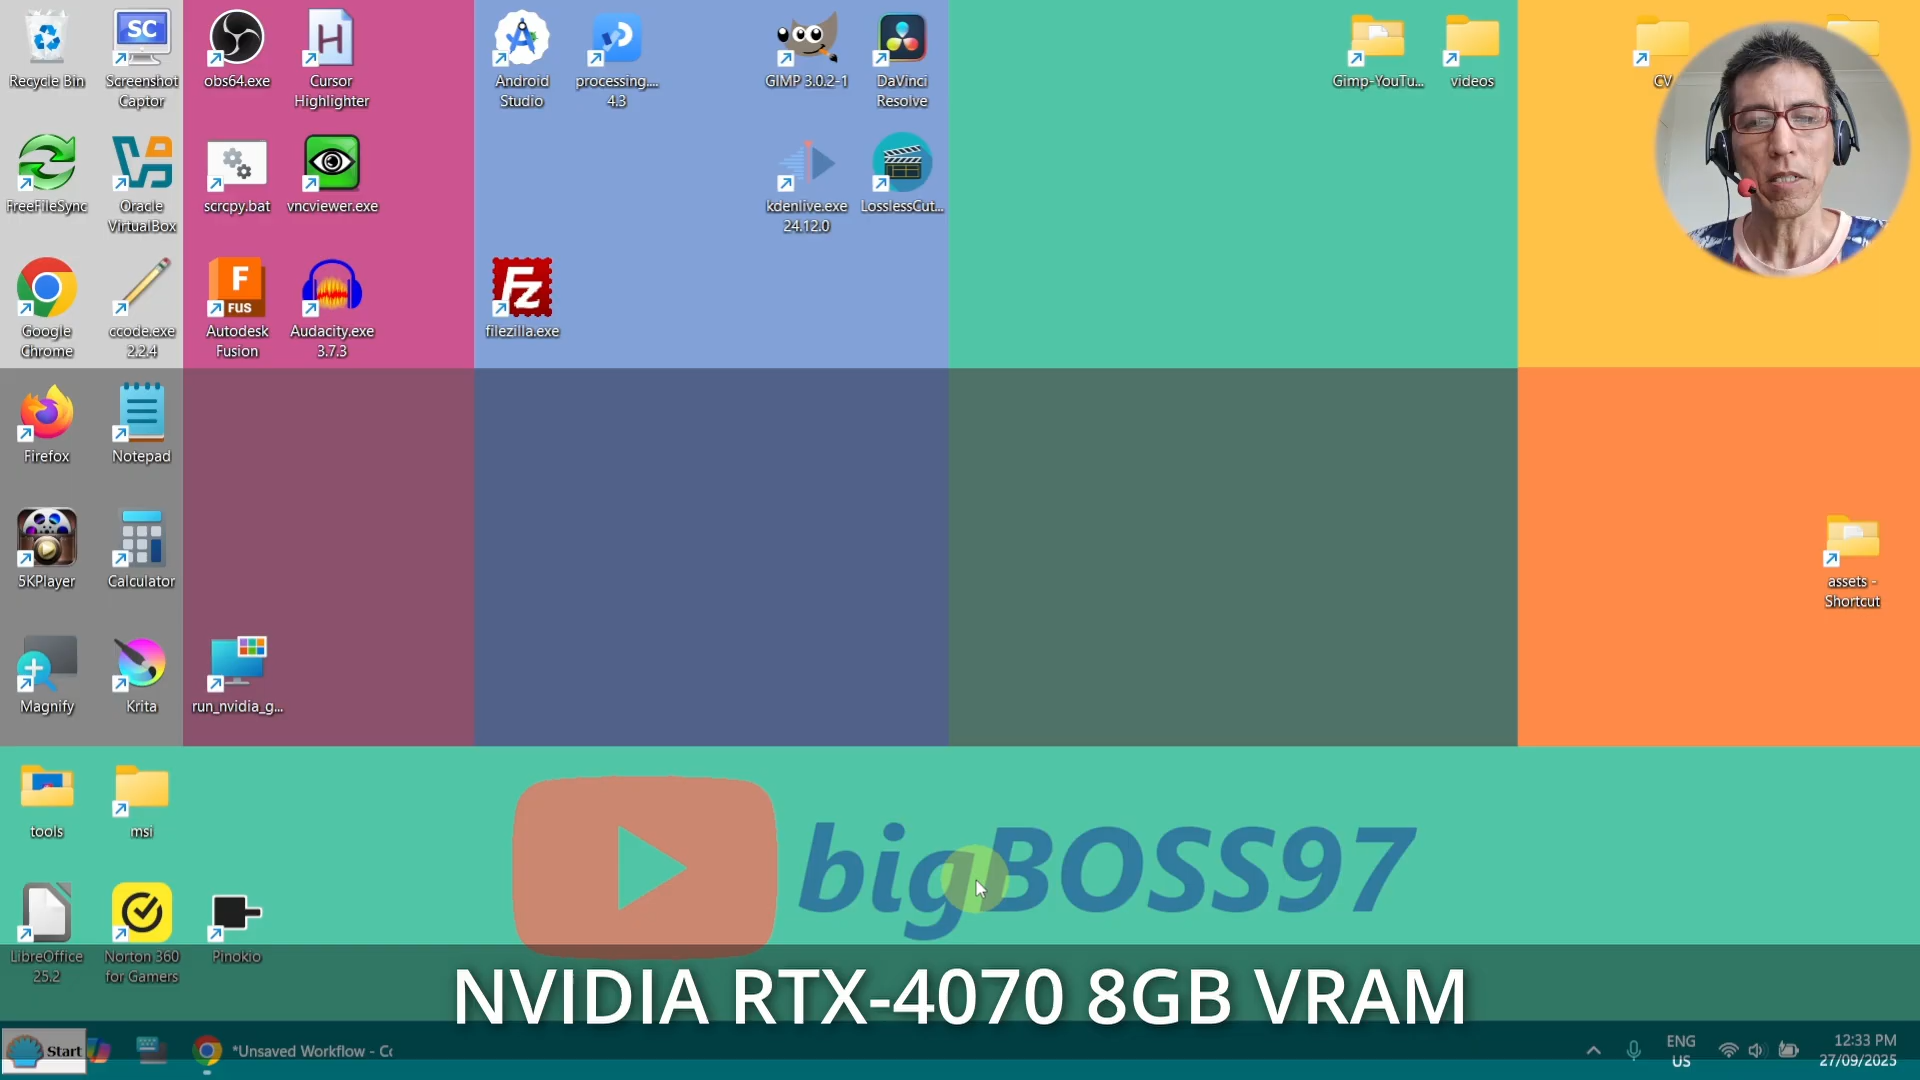 Recycle Bin
SC
Screenshot
Captor
obs64.exe
H
Cursor
Highlighter
Android
Studio
processing....
4.3
GIMP 3.0.2-1
DaVinci
Resolve
Gimp-YouTu...
videos
CV
FreeFileSync
Oracle
VirtualBox
scrcpy.bat
vncviewer.exe
kdenlive.exe
24.12.0
LosslessCut...
Google
Chrome
ccode.exe
2.2.4
F
FUS
Autodesk
Fusion
Audacity.exe
3.7.3
Fz
filezilla.exe
Firefox
Notepad
5KPlayer
Calculator
assets -
Shortcut
Magnify
Krita
run_nvidia_g...
tools
msi
bigBOSS97
LibreOffice
25.2
Norton 360
for Gamers
Pinokio
NVIDIA RTX-4070 8GB VRAM
Start
*Unsaved Workflow - Co
ENG
US
12:33 PM
27/09/2025